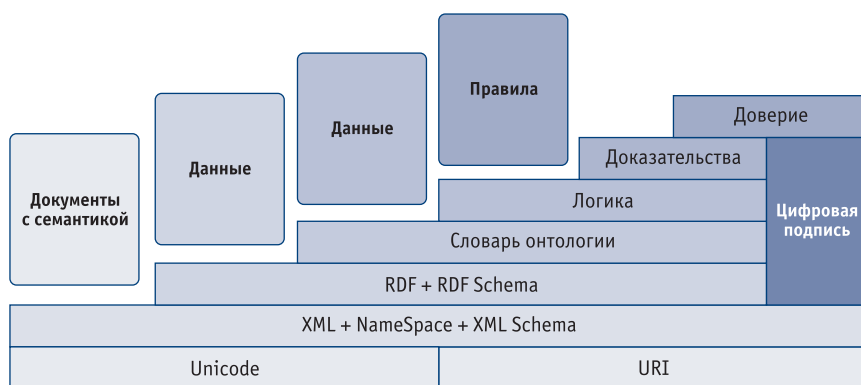 Правила
Данные
Данные
Документы
с семантикой
Доверие
Доказательства
Логика
Цифровая
подпись
Словарь онтологии
RDF + RDF Schema
XML + NameSpace + XML Schema
Unicode
URI